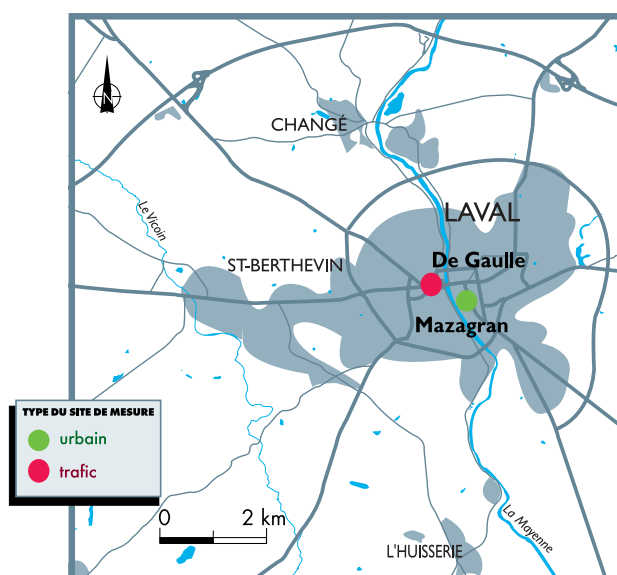 N
CHANGÉ
Le Vicoin
LAVAL
ST-BERTHEVIN
De Gaulle
Mazagran
TYPE DU SITE DE MESURE
urbain
trafic
0 2 km
La Mayenne
L'HUISSERIE